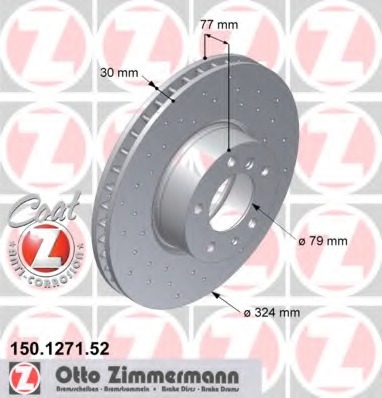 77 mm
30 mm
Coat
Z
ANTI-CORROSION
ø 79 mm
ø 324 mm
150.1271.52
Z
Otto Zimmermann
Bremsscheiben - Bremstrommeln • Brake Discs - Brake Drums